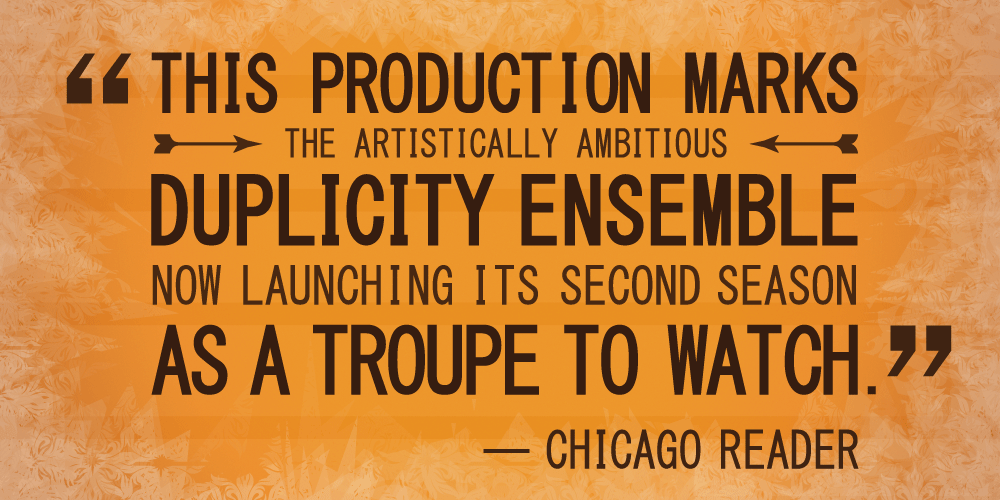 “THIS PRODUCTION MARKS
THE ARTISTICALLY AMBITIOUS
DUPLICITY ENSEMBLE
NOW LAUNCHING ITS SECOND SEASON
AS A TROUPE TO WATCH.”
— CHICAGO READER